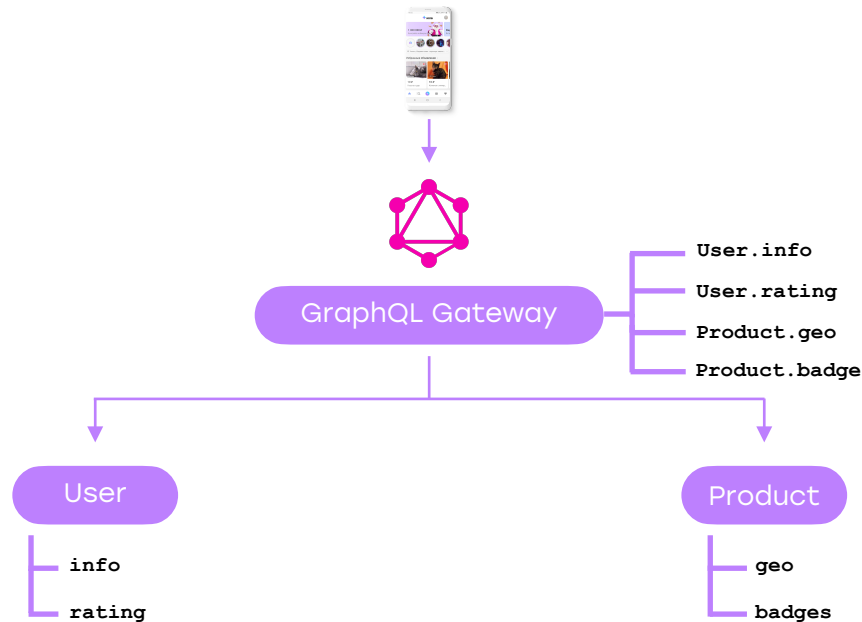 GraphQL Gateway
User.info
User.rating
Product.geo
Product.badge
User
info
rating
Product
geo
badges